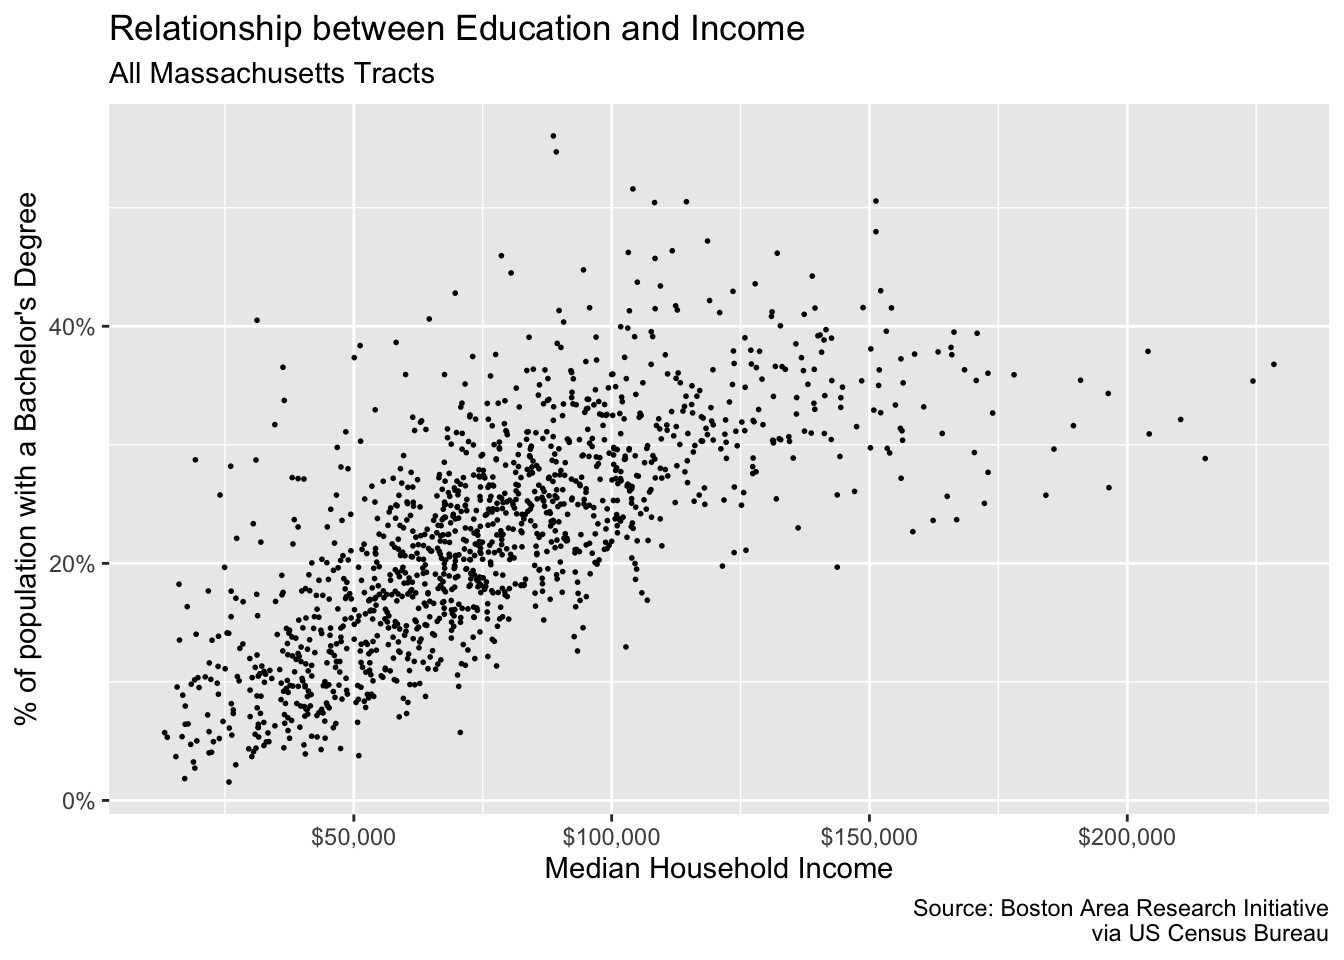 Relationship between Education and Income
All Massachusetts Tracts
% of population with a Bachelor's Degree
40%
20%
0%
$50,000 $100,000 $150,000 $200,000
Median Household Income
Source: Boston Area Research Initiative
via US Census Bureau